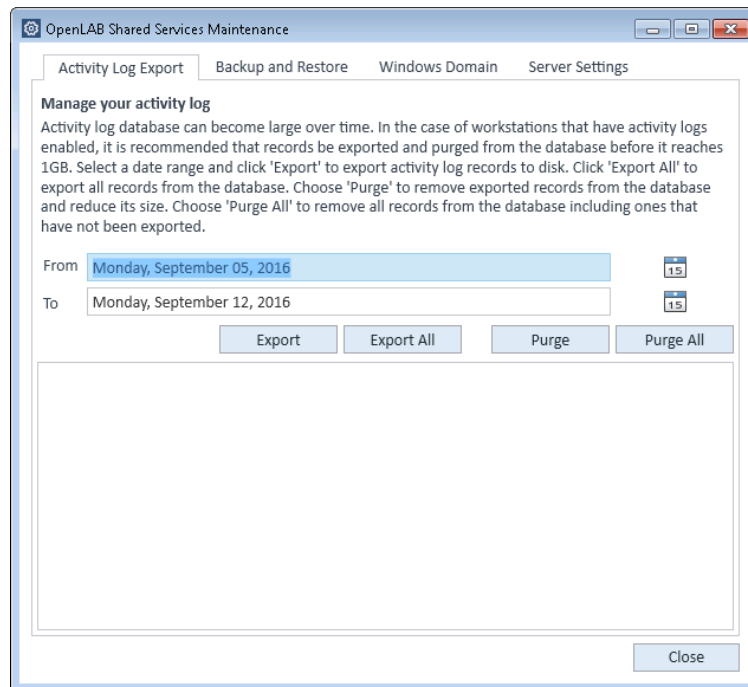 OpenLAB Shared Services Maintenance
Activity Log Export Backup and Restore Windows Domain Server Settings
Manage your activity log
Activity log database can become large over time. In the case of workstations that have activity logs
enabled, it is recommended that records be exported and purged from the database before it reaches
1GB. Select a date range and click 'Export' to export activity log records to disk. Click 'Export All' to
export all records from the database. Choose 'Purge' to remove exported records from the database
and reduce its size. Choose 'Purge All' to remove all records from the database including ones that
have not been exported.
From Monday, September 05, 2016 15
To Monday, September 12, 2016 15
Export Export All Purge Purge All
Close